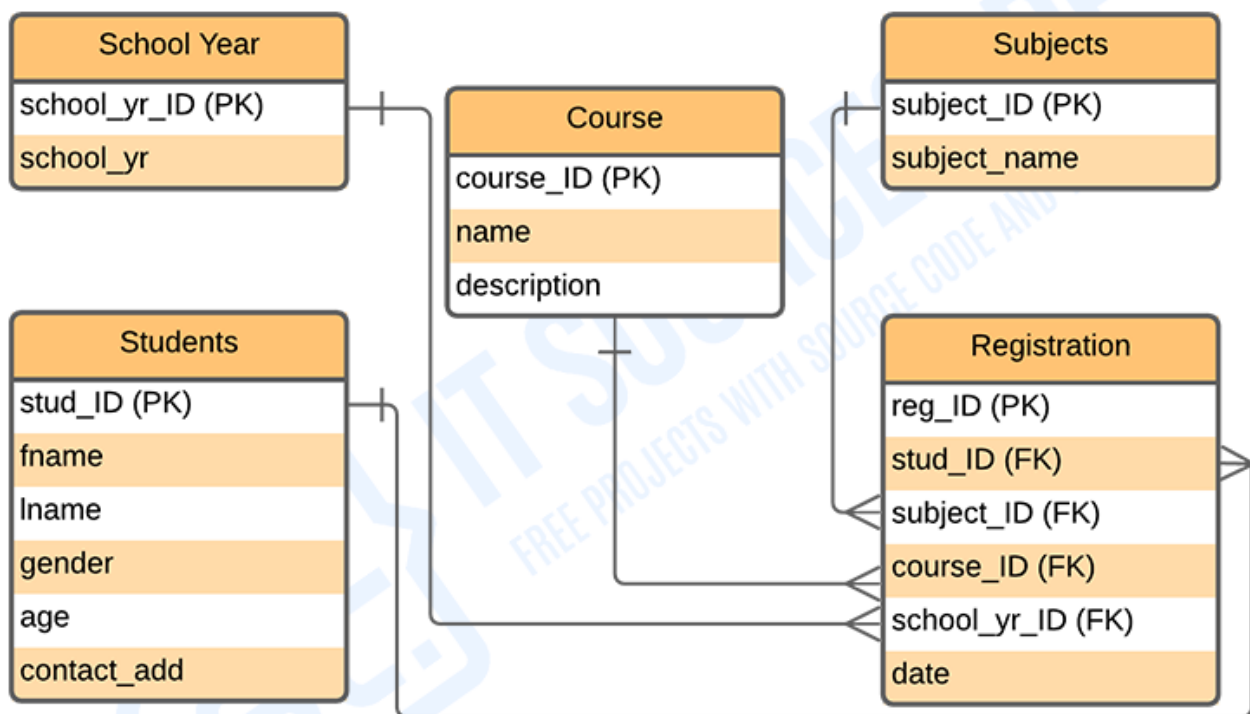 School Year
school_yr_ID (PK)
school_yr
Course
course_ID (PK)
name
description
Subjects
subject_ID (PK)
subject_name
Students
stud_ID (PK)
fname
lname
gender
age
contact_add
Registration
reg_ID (PK)
stud_ID (FK)
subject_ID (FK)
course_ID (FK)
school_yr_ID (FK)
date
IT SOURCE
FREE PROJECTS WITH SOURCE CODE AND